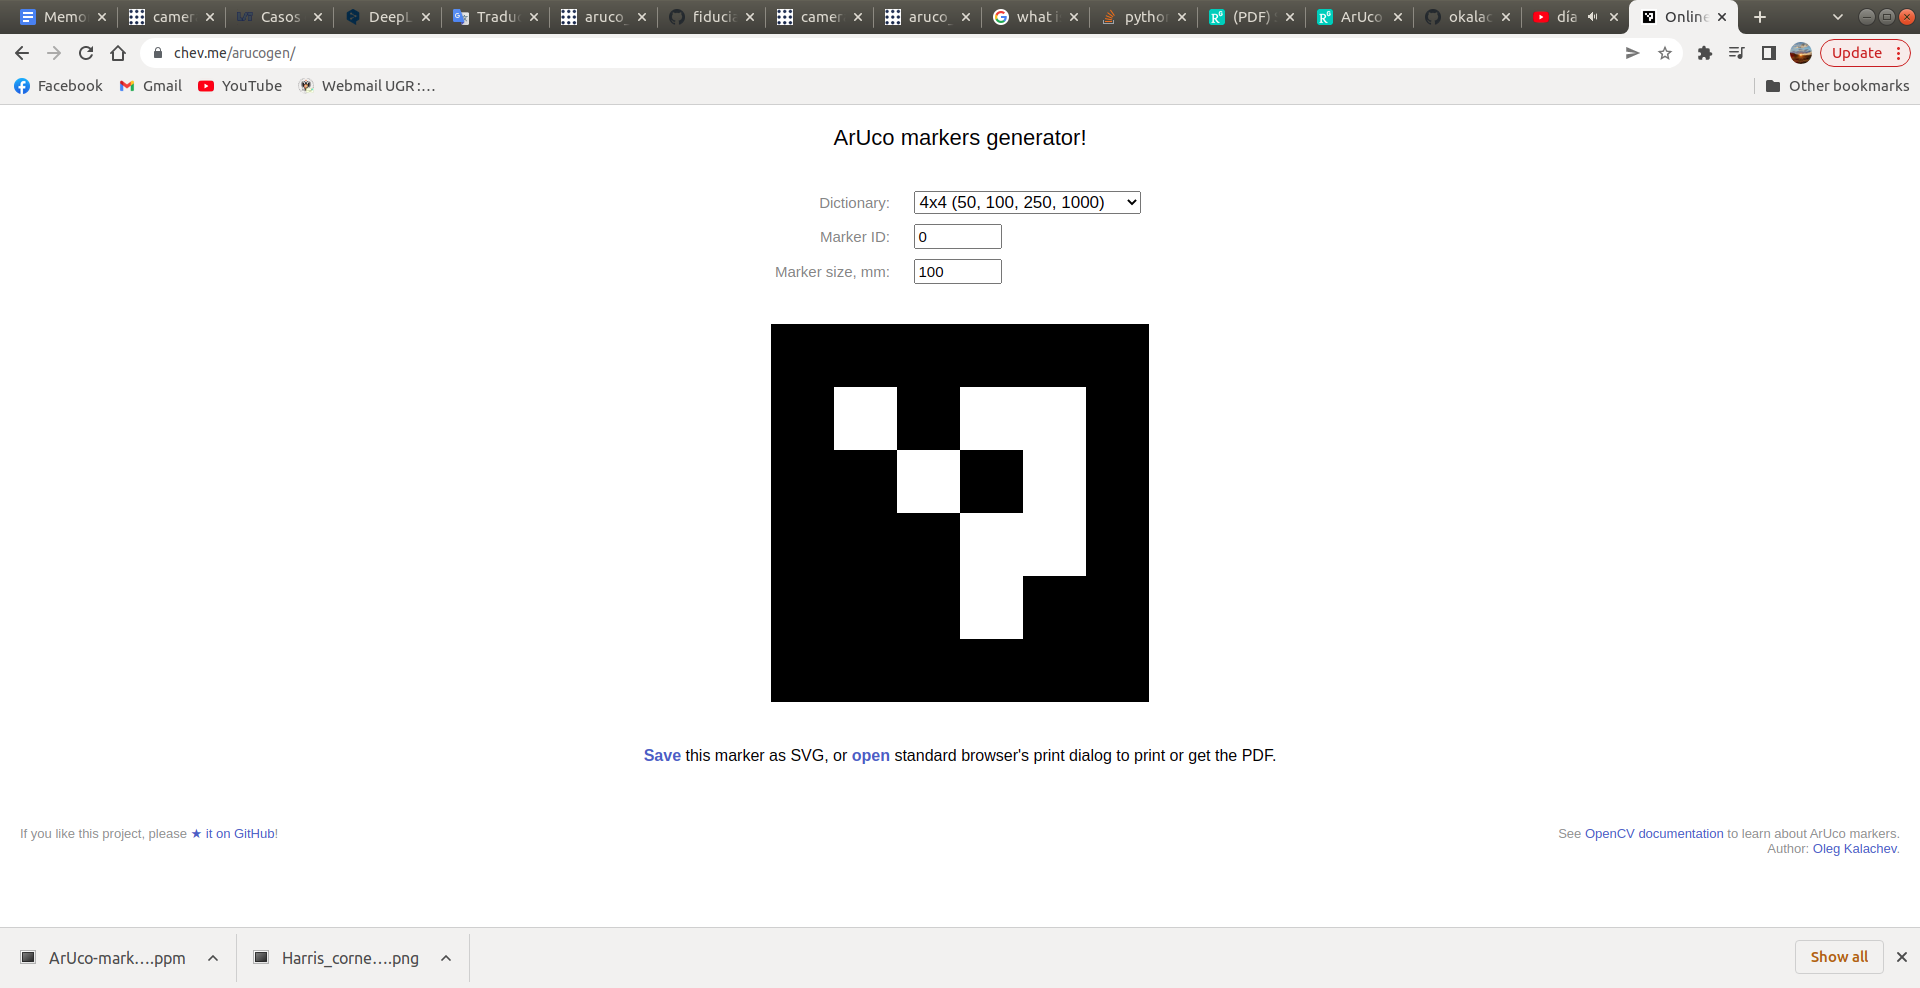 Memo camer Casos DeepL Tradu aruco_ fiducia camer aruco_ what i python (PDF) ArUco okalac día Online
chev.me/arucogen/ Update
Facebook Gmail YouTube Webmail UGR:... Other bookmarks
ArUco markers generator!
Dictionary: 4x4 (50, 100, 250, 1000)
Marker ID: 0
Marker size, mm: 100
Save this marker as SVG, or open standard browser's print dialog to print or get the PDF.
If you like this project, please ★ it on GitHub!
See OpenCV documentation to learn about ArUco markers.
Author: Oleg Kalachev.
ArUco-mark....ppm Harris_corne....png Show all